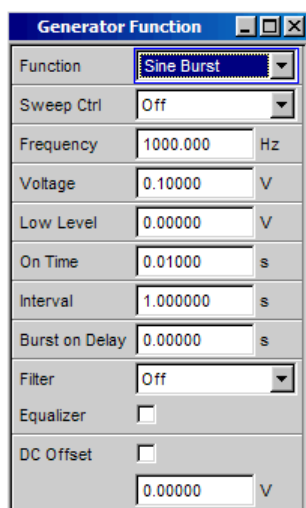 Generator Function
Function Sine Burst
Sweep Ctrl Off
Frequency 1000.000 Hz
Voltage 0.10000 V
Low Level 0.00000 V
On Time 0.01000 s
Interval 1.000000 s
Burst on Delay 0.00000 s
Filter Off
Equalizer
DC Offset
0.00000 V